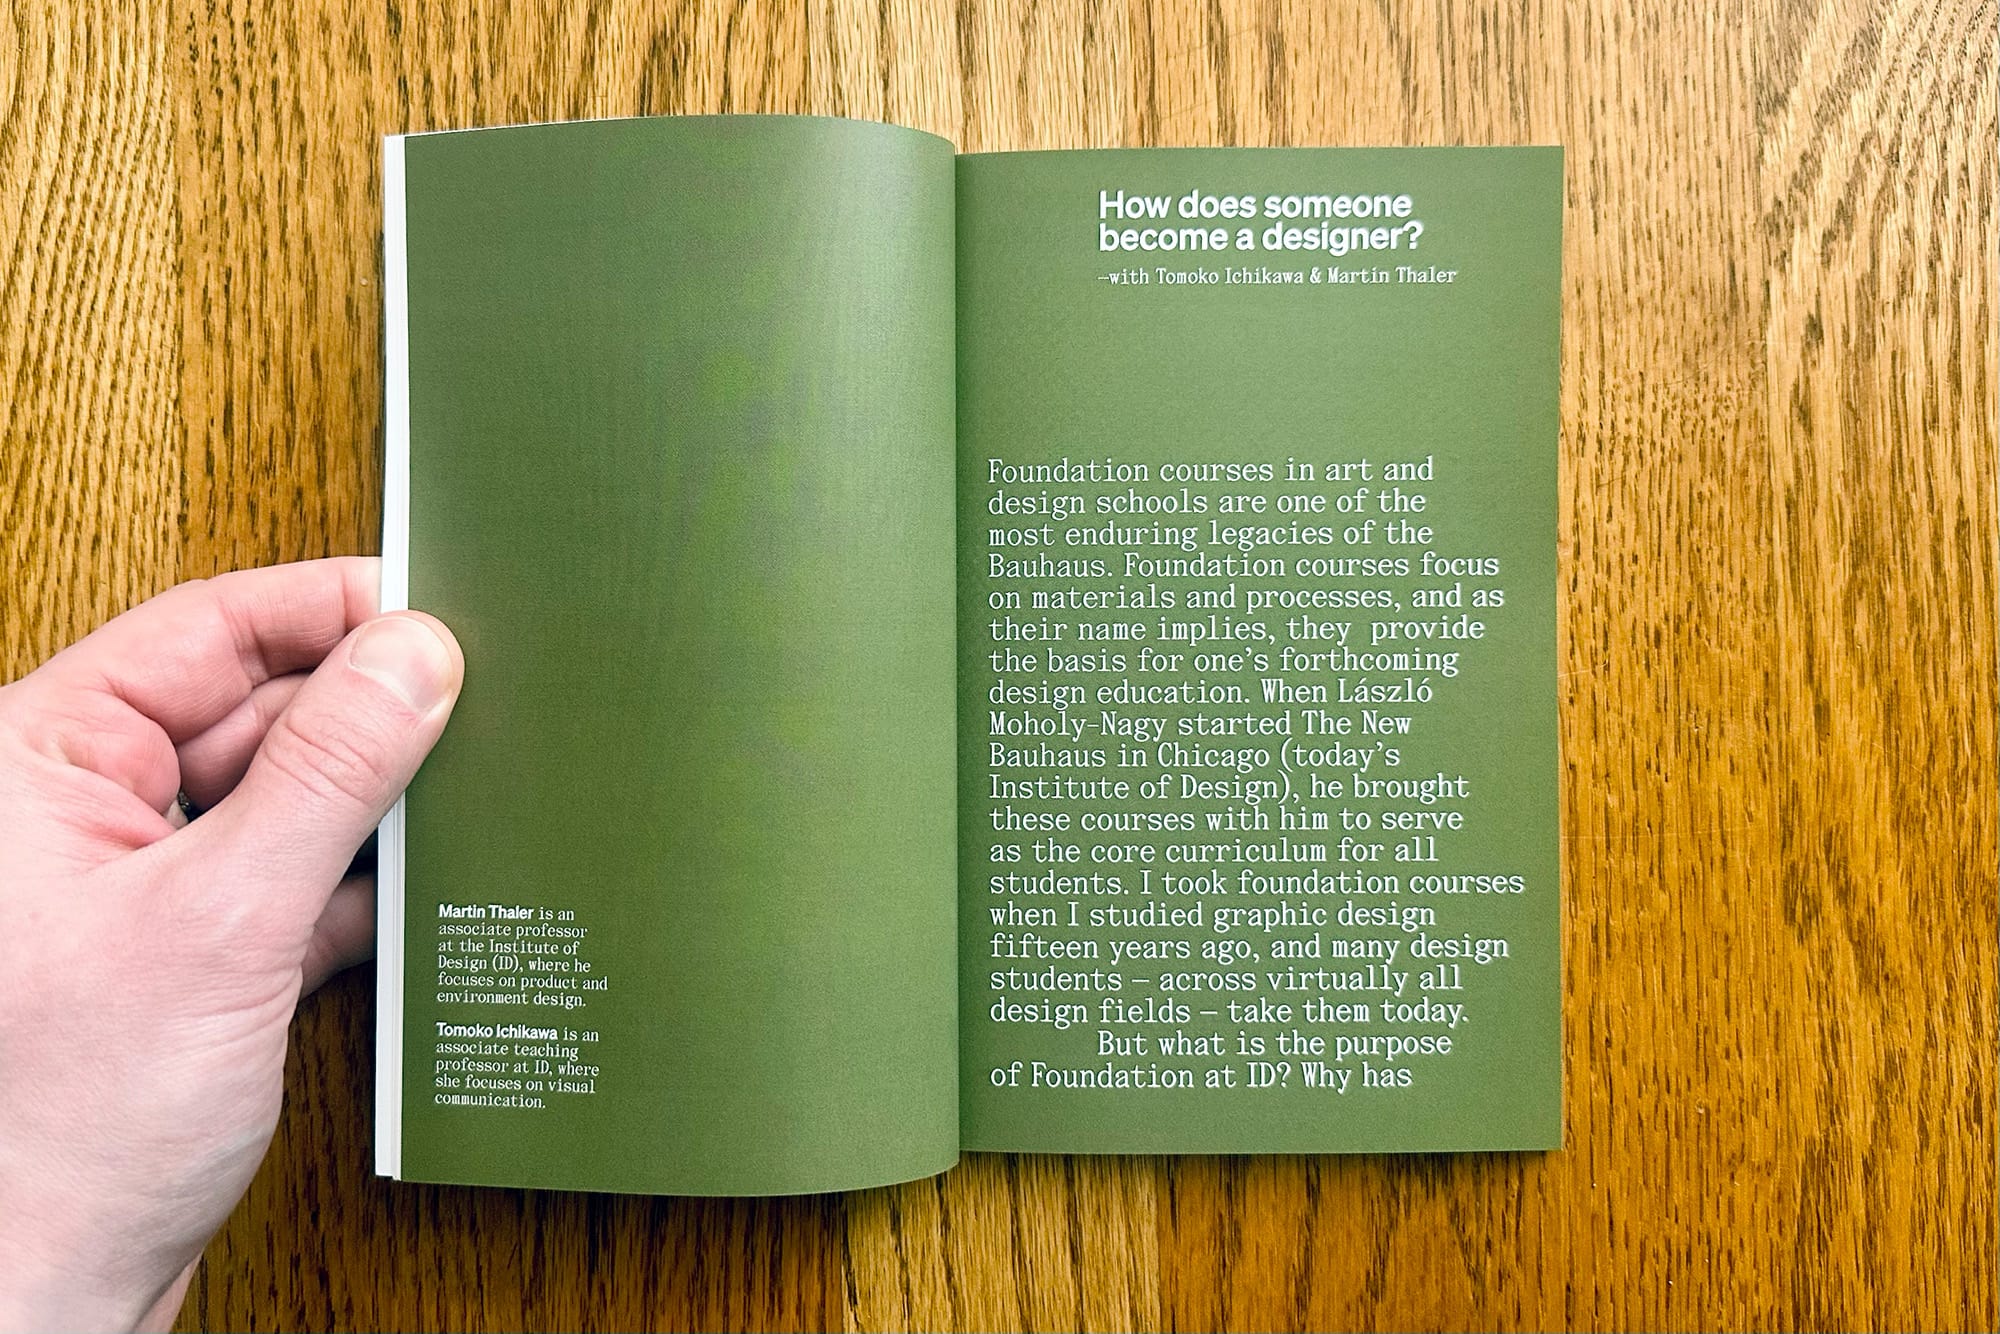 Martin Thaler is an
associate professor
at the Institute of
Design (ID), where he
focuses on product and
environment design.
Tomoko Ichikawa is an
associate teaching
professor at ID, where
she focuses on visual
communication.
How does someone
become a designer?
–with Tomoko Ichikawa & Martin Thaler
Foundation courses in art and
design schools are one of the
most enduring legacies of the
Bauhaus. Foundation courses focus
on materials and processes, and as
their name implies, they  provide
the basis for one’s forthcoming
design education. When László
Moholy-Nagy started The New
Bauhaus in Chicago (today’s
Institute of Design), he brought
these courses with him to serve
as the core curriculum for all
students. I took foundation courses
when I studied graphic design
fifteen years ago, and many design
students – across virtually all
design fields – take them today.
But what is the purpose
of Foundation at ID? Why has